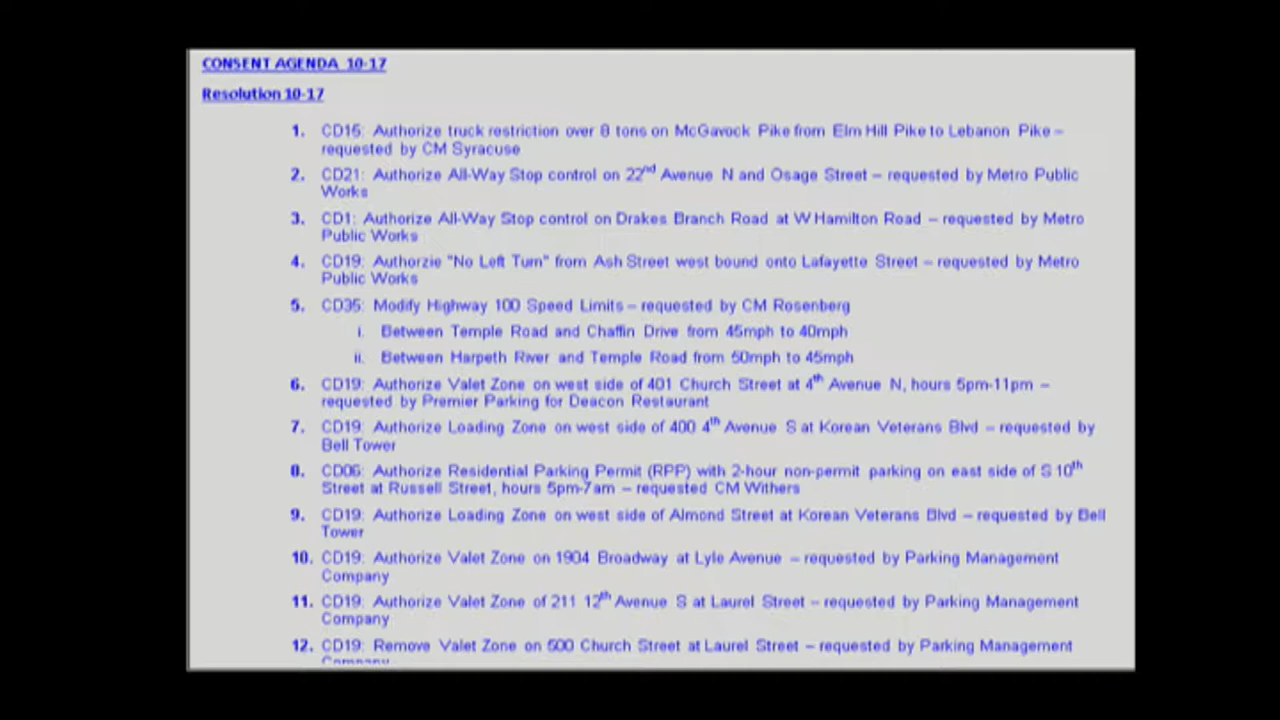 CONSENT AGENDA 10-17
Resolution 10-17
1. CD15: Authorize truck restriction over 8 tons on McGavock Pike from Elm Hill Pike to Lebanon Pike –
requested by CM Syracuse
2. CD21: Authorize All-Way Stop control on 22nd Avenue N and Osage Street – requested by Metro Public
Works
3. CD1: Authorize All-Way Stop control on Drakes Branch Road at W Hamilton Road – requested by Metro
Public Works
4. CD19: Authorzie "No Left Turn" from Ash Street west bound onto Lafayette Street – requested by Metro
Public Works
5. CD35: Modify Highway 100 Speed Limits – requested by CM Rosenberg
i. Between Temple Road and Chaffin Drive from 45mph to 40mph
ii. Between Harpeth River and Temple Road from 50mph to 45mph
6. CD19: Authorize Valet Zone on west side of 401 Church Street at 4th Avenue N, hours 5pm-11pm –
requested by Premier Parking for Deacon Restaurant
7. CD19: Authorize Loading Zone on west side of 400 4th Avenue S at Korean Veterans Blvd – requested by
Bell Tower
8. CD06: Authorize Residential Parking Permit (RPP) with 2-hour non-permit parking on east side of S 10th
Street at Russell Street, hours 5pm-7am – requested CM Withers
9. CD19: Authorize Loading Zone on west side of Almond Street at Korean Veterans Blvd – requested by Bell
Tower
10. CD19: Authorize Valet Zone on 1904 Broadway at Lyle Avenue – requested by Parking Management
Company
11. CD19: Authorize Valet Zone of 211 12th Avenue S at Laurel Street – requested by Parking Management
Company
12. CD19: Remove Valet Zone on 500 Church Street at Laurel Street – requested by Parking Management
Company